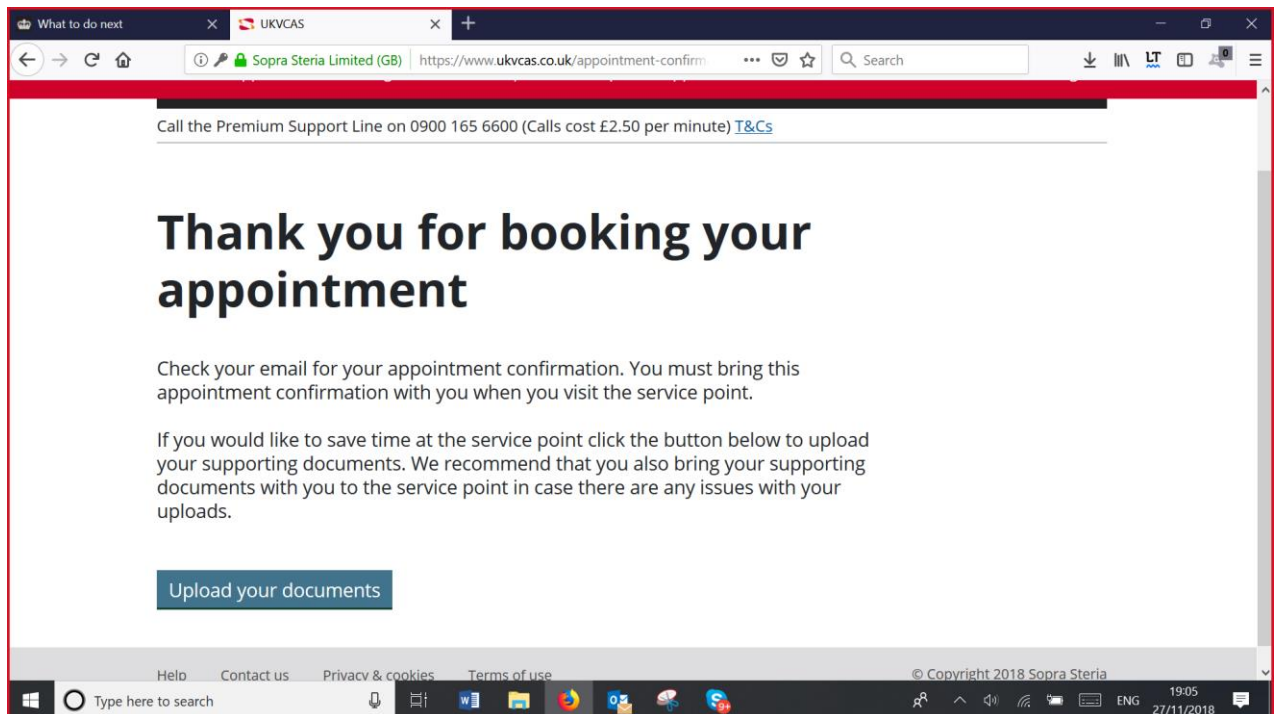 What to do next
UKVCAS
Sopra Steria Limited (GB)
https://www.ukvcas.co.uk/appointment-confirm
Search
0
Call the Premium Support Line on 0900 165 6600 (Calls cost £2.50 per minute) T&Cs
Thank you for booking your
appointment
Check your email for your appointment confirmation. You must bring this
appointment confirmation with you when you visit the service point.
If you would like to save time at the service point click the button below to upload
your supporting documents. We recommend that you also bring your supporting
documents with you to the service point in case there are any issues with your
uploads.
Upload your documents
Help Contact us Privacy & cookies Terms of use
© Copyright 2018 Sopra Steria
Type here to search
ENG
19:05
27/11/2018